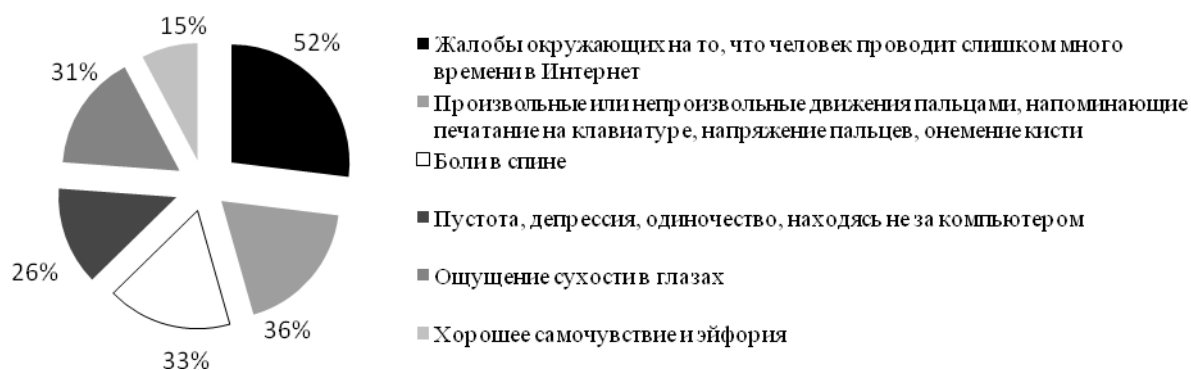 15%
52%
31%
26%
36%
33%
Жалобы окружающих на то, что человек проводит слишком много
времени в Интернет
Произвольные или непроизвольные движения пальцами, напоминающие
печатание на клавиатуре, напряжение пальцев, онемение кисти
Боли в спине
Пустота, депрессия, одиночество, находясь не за компьютером
Ощущение сухости в глазах
Хорошее самочувствие и эйфория